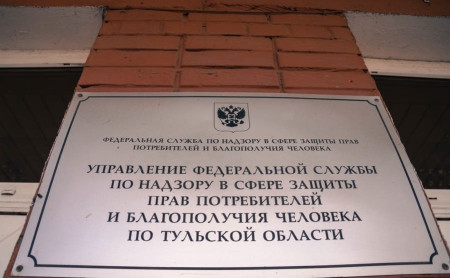 ФЕДЕРАЛЬНАЯ СЛУЖБА ПО НАДЗОРУ В СФЕРЕ ЗАЩИТЫ ПРАВ
ПОТРЕБИТЕЛЕЙ И БЛАГОПОЛУЧИЯ ЧЕЛОВЕКА
УПРАВЛЕНИЕ ФЕДЕРАЛЬНОЙ СЛУЖБЫ
ПО НАДЗОРУ В СФЕРЕ ЗАЩИТЫ
ПРАВ ПОТРЕБИТЕЛЕЙ
И БЛАГОПОЛУЧИЯ ЧЕЛОВЕКА
ПО ТУЛЬСКОЙ ОБЛАСТИ